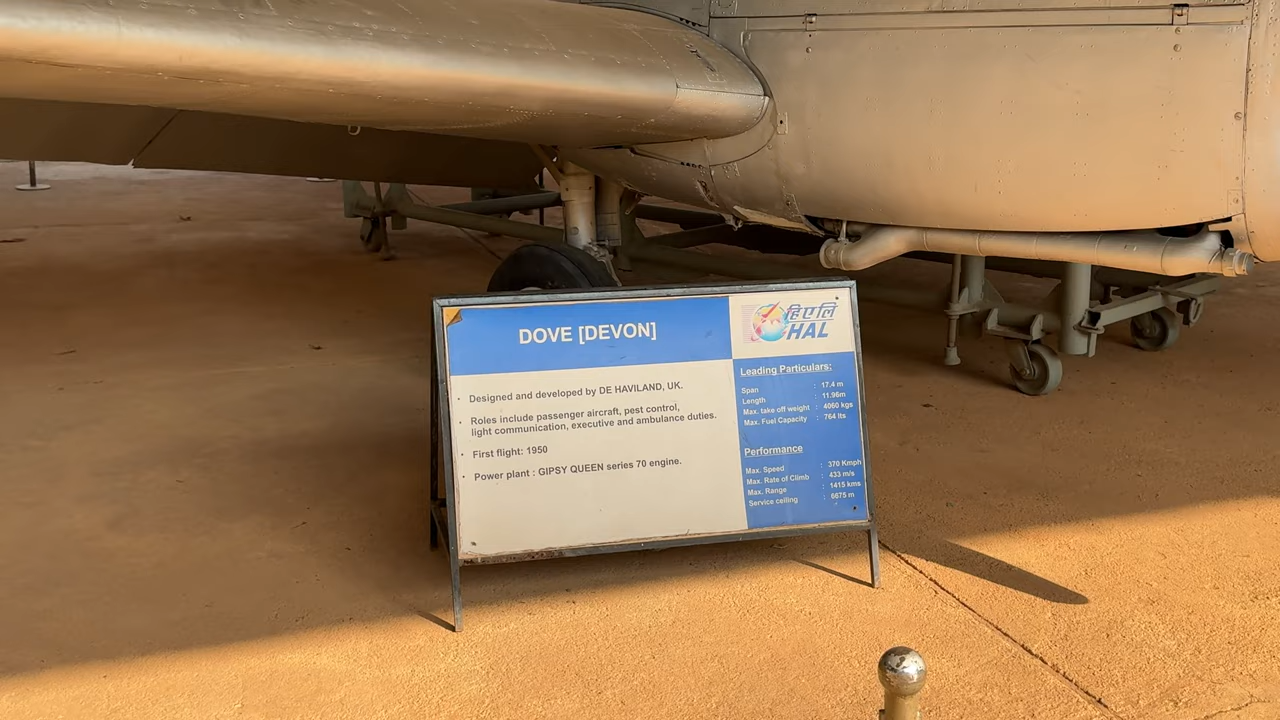 DOVE [DEVON]
हिएलि
HAL
• Designed and developed by DE HAVILAND, UK.
• Roles include passenger aircraft, pest control,
light communication, executive and ambulance duties.
• First flight: 1950
• Power plant : GIPSY QUEEN series 70 engine.
Leading Particulars:
Span : 17.4 m
Length : 11.96m
Max. take off weight : 4060 kgs
Max. Fuel Capacity : 764 lts
Performance
Max. Speed : 370 Kmph
Max. Rate of Climb : 433 m/s
Max. Range : 1415 kms
Service ceiling : 6675 m